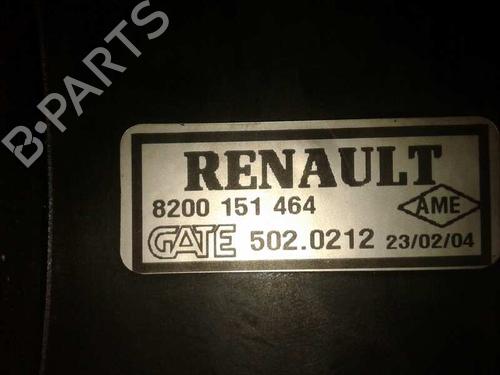 B-PARTS
RENAULT
8200 151 464
AME
GATE 502.0212 23/02/04